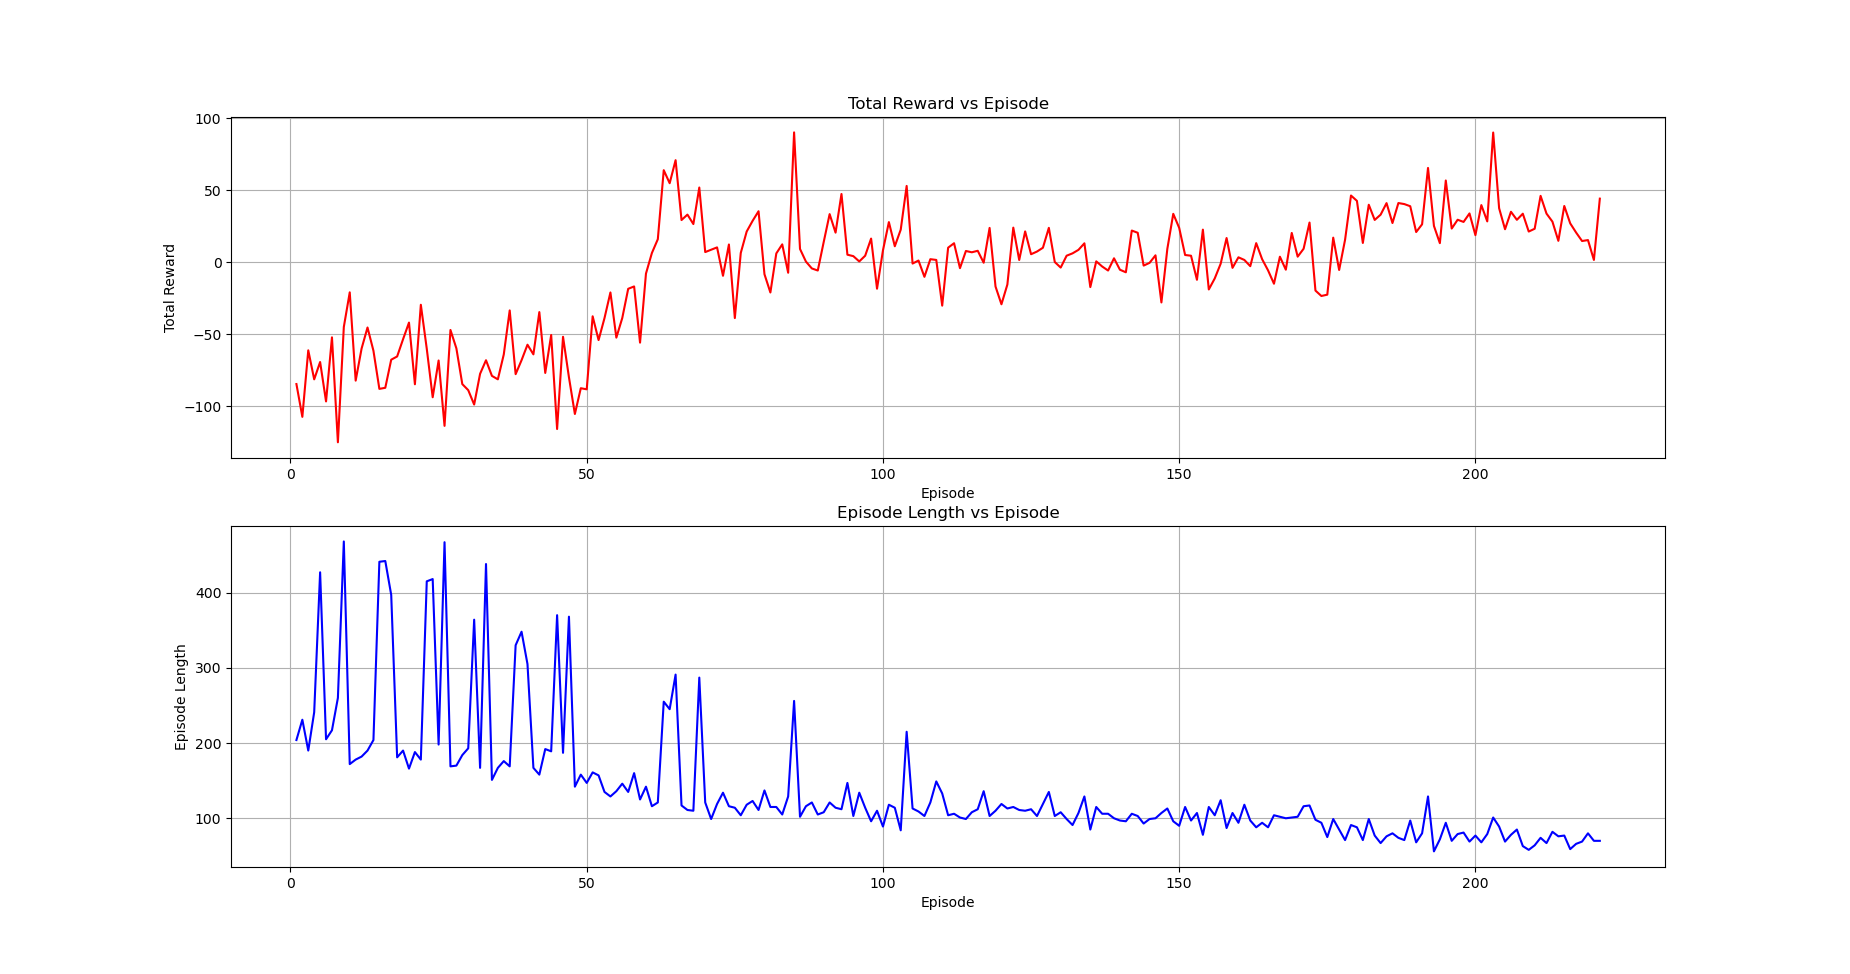 Total Reward vs Episode
100
50
0
−50
−100
Total Reward
0 50 100 150 200
Episode
Episode Length vs Episode
400
300
200
100
Episode Length
0 50 100 150 200
Episode